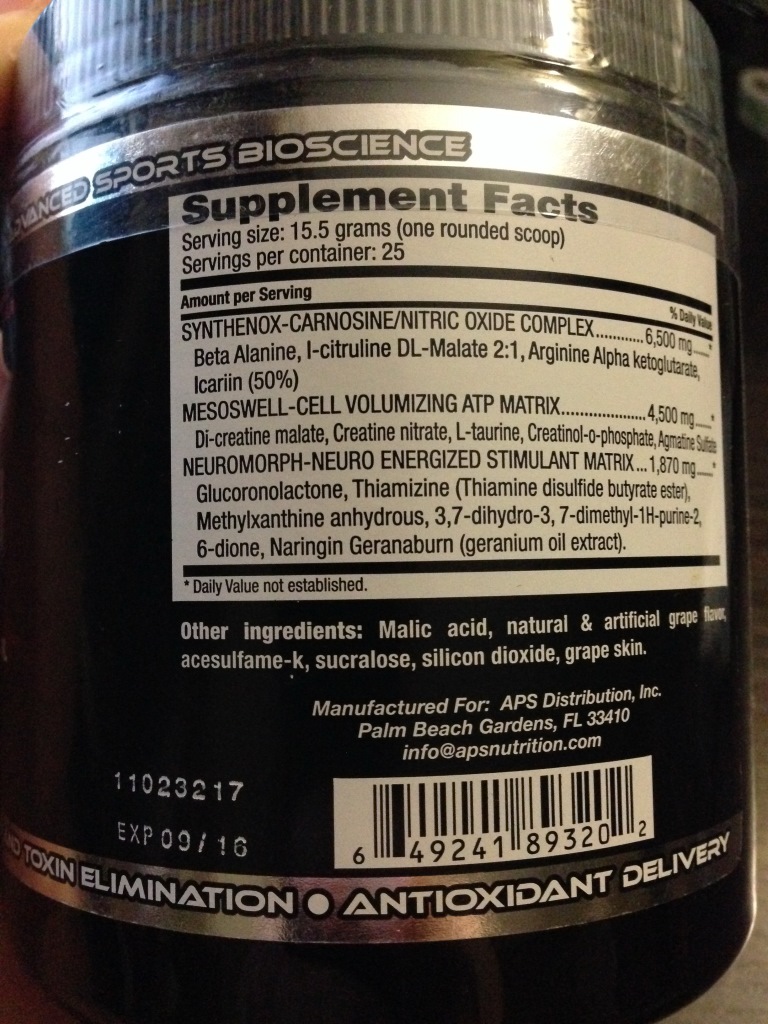 ADVANCED SPORTS BIOSCIENCE
Supplement Facts
Serving size: 15.5 grams (one rounded scoop)
Servings per container: 25
Amount per Serving
% Daily Value
SYNTHENOX-CARNOSINE/NITRIC OXIDE COMPLEX............6,500 mg.....*
Beta Alanine, l-citruline DL-Malate 2:1, Arginine Alpha ketoglutarate,
Icariin (50%)
MESOSWELL-CELL VOLUMIZING ATP MATRIX.....................4,500 mg.....*
Di-creatine malate, Creatine nitrate, L-taurine, Creatinol-o-phosphate, Agmatine Sulfate
NEUROMORPH-NEURO ENERGIZED STIMULANT MATRIX...1,870 mg.....*
Glucoronolactone, Thiamizine (Thiamine disulfide butyrate ester),
Methylxanthine anhydrous, 3,7-dihydro-3, 7-dimethyl-1H-purine-2,
6-dione, Naringin Geranaburn (geranium oil extract).
* Daily Value not established.
Other ingredients: Malic acid, natural & artificial grape flavor,
acesulfame-k, sucralose, silicon dioxide, grape skin.
Manufactured For: APS Distribution, Inc.
Palm Beach Gardens, FL 33410
info@apsnutrition.com
11023217
EXP 09/16
6 49241 89320 2
TOXIN ELIMINATION ● ANTIOXIDANT DELIVERY